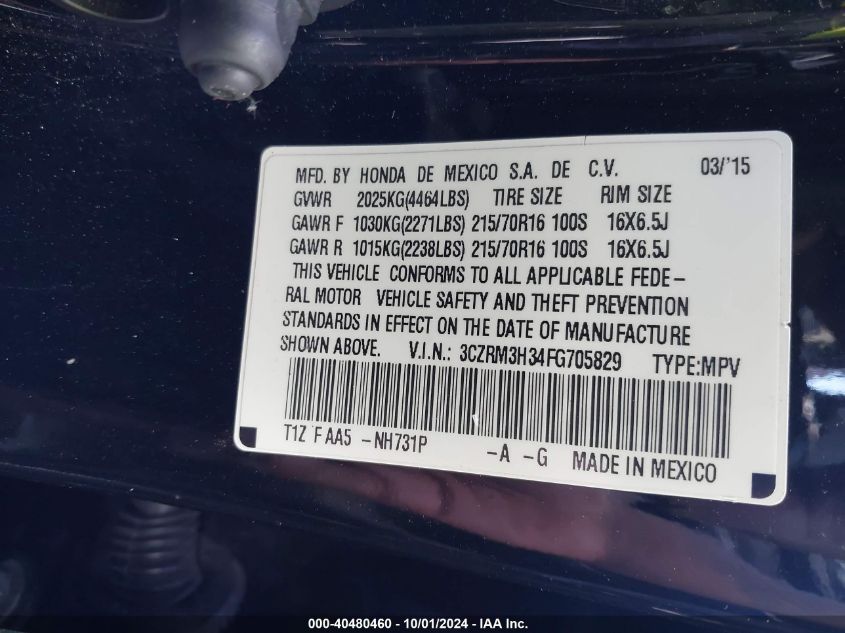 MFD. BY HONDA DE MEXICO S.A. DE C.V. 03/'15
GVWR 2025KG(4464LBS) TIRE SIZE RIM SIZE
GAWR F 1030KG(2271LBS) 215/70R16 100S 16X6.5J
GAWR R 1015KG(2238LBS) 215/70R16 100S 16X6.5J
THIS VEHICLE CONFORMS TO ALL APPLICABLE FEDE-
RAL MOTOR VEHICLE SAFETY AND THEFT PREVENTION
STANDARDS IN EFFECT ON THE DATE OF MANUFACTURE
SHOWN ABOVE. V.I.N.: 3CZRM3H34FG705829 TYPE:MPV
T1Z F AA5 -NH731P -A -G MADE IN MEXICO
000-40480460 - 10/01/2024 - IAA Inc.